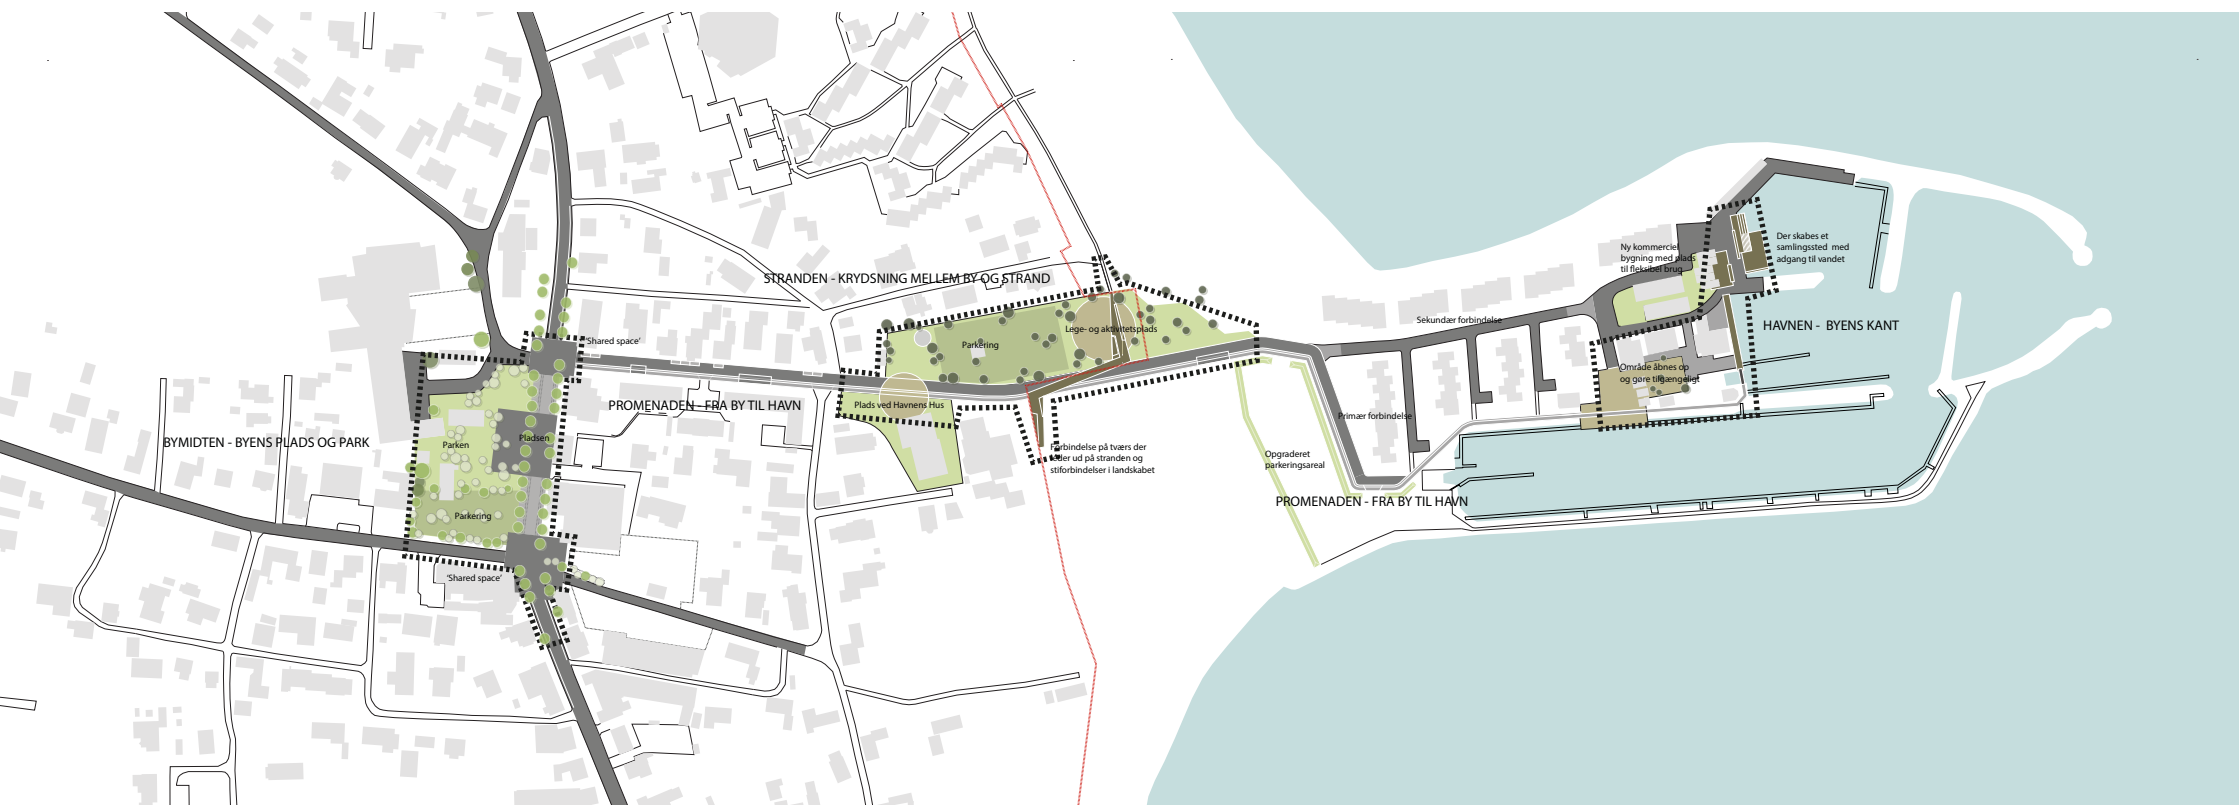 BYMIDTEN - BYENS PLADS OG PARK
'Shared space'
Parken
Pladsen
Parkering
'Shared space'
PROMENADEN - FRA BY TIL HAVN
STRANDEN - KRYDSNING MELLEM BY OG STRAND
Parkering
Lege- og aktivitetsplads
Plads ved Havnens Hus
Forbindelse på tværs der
leder ud på stranden og
stiforbindelser i landskabet
Opgraderet
parkeringsareal
PROMENADEN - FRA BY TIL HAVN
Primær forbindelse
Sekundær forbindelse
Ny kommerciel
bygning med plads
til fleksibel brug
Der skabes et
samlingssted med
adgang til vandet
HAVNEN - BYENS KANT
Område åbnes op
og gøre tilgængeligt